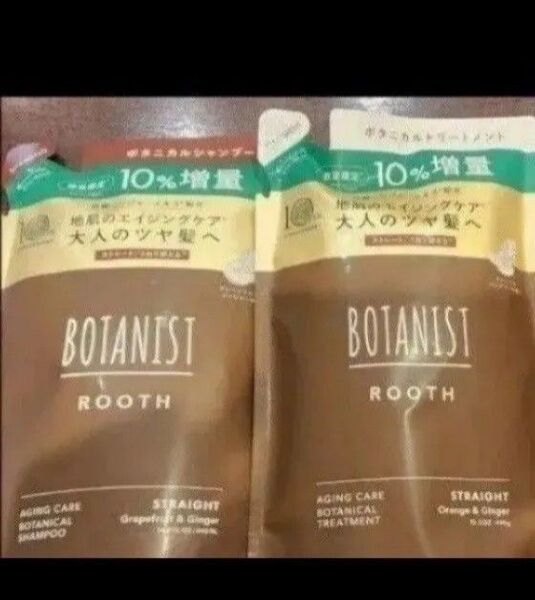 ボタニカルシャンプー
10%増量
地肌のエイジングケア
大人のツヤ髪へ
BOTANIST
ROOTH
AGING CARE
BOTANICAL
SHAMPOO
STRAIGHT
Grapefruit & Ginger
ボタニカルトリートメント
数量限定
10%増量
地肌のエイジングケア
大人のツヤ髪へ
BOTANIST
ROOTH
AGING CARE
BOTANICAL
TREATMENT
STRAIGHT
Orange & Ginger